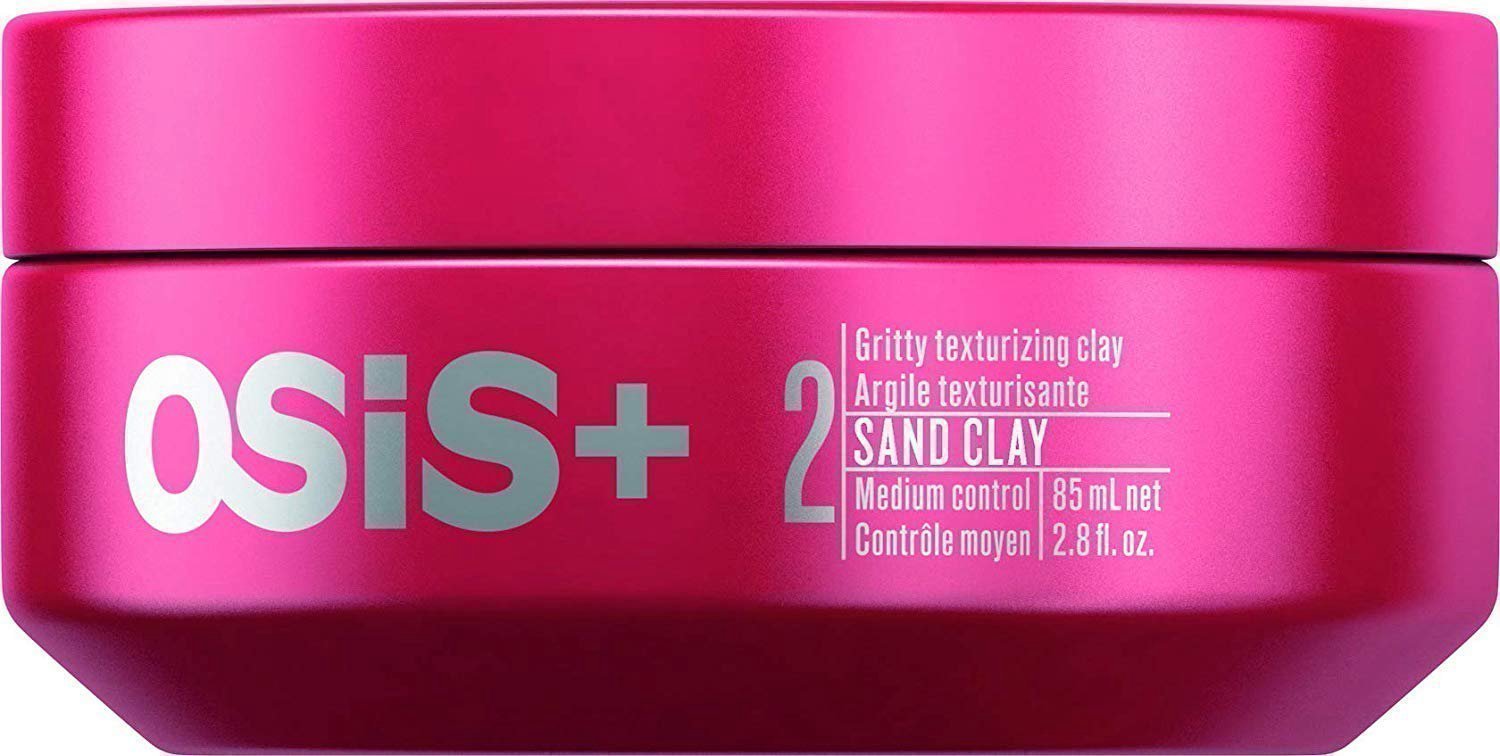 OSiS+
2
Gritty texturizing clay
Argile texturisante
SAND CLAY
Medium control
85 mL net
Contrôle moyen
2.8 fl. oz.